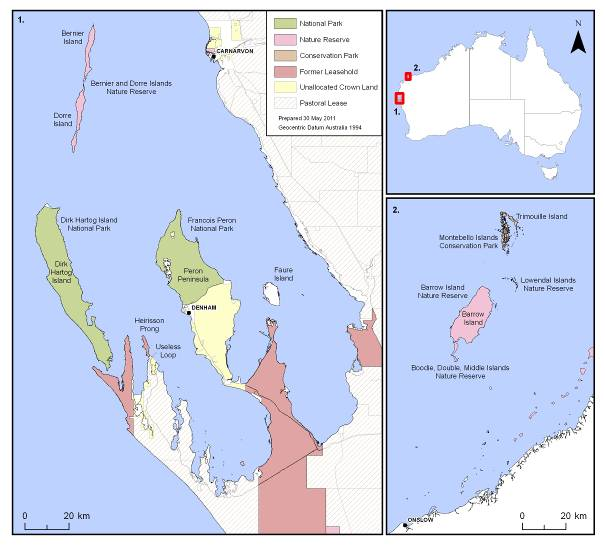 1.
Bernier
Island
Bernier and Dorre Islands
Nature Reserve
Dorre
Island
CARNARVON
National Park
Nature Reserve
Conservation Park
Former Leasehold
Unallocated Crown Land
Pastoral Lease
Prepared 30 May 2011
Geocentric Datum Australia 1994
Dirk Hartog Island
National Park
Dirk
Hartog
Island
Francois Peron
National Park
Peron
Peninsula
Faure
Island
DENHAM
Heirisson
Prong
Useless
Loop
0 20 km
N
2.
1.
2.
Trimouille Island
Montebello Islands
Conservation Park
Lowendal Islands
Nature Reserve
Barrow Island
Nature Reserve
Barrow
Island
Boodie, Double, Middle Islands
Nature Reserve
0 20 km
ONSLOW